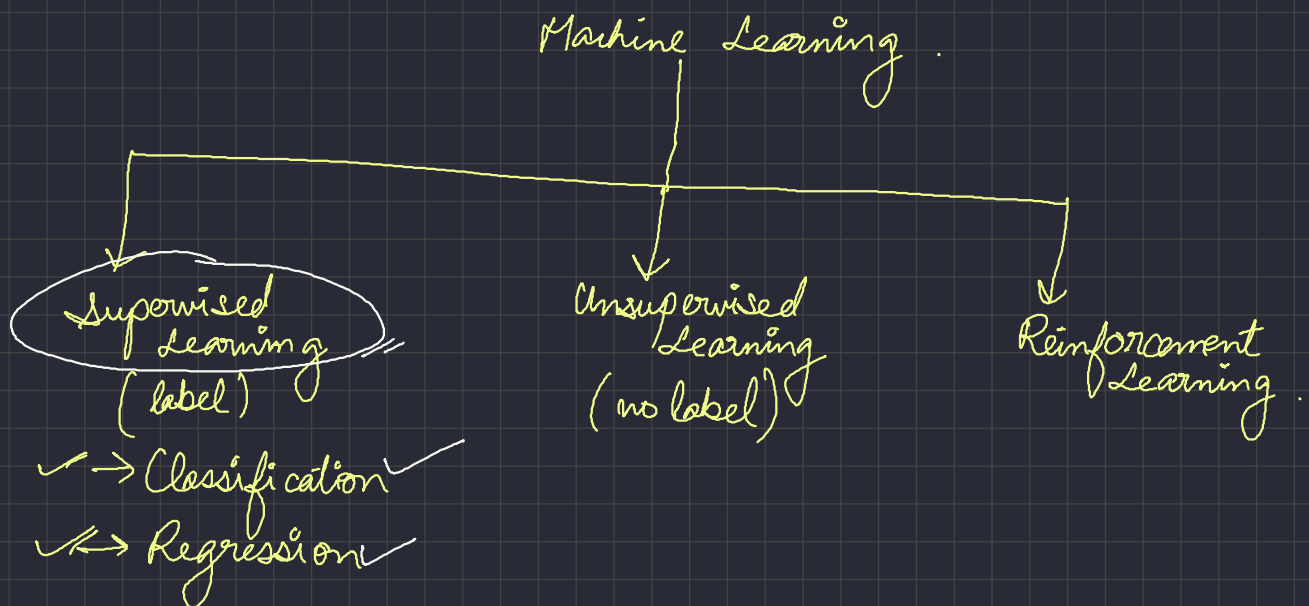 Machine Learning.
Supervised
Learning
(label)
→ Classification
→ Regression
Unsupervised
Learning
(no label)
Reinforcement
Learning.